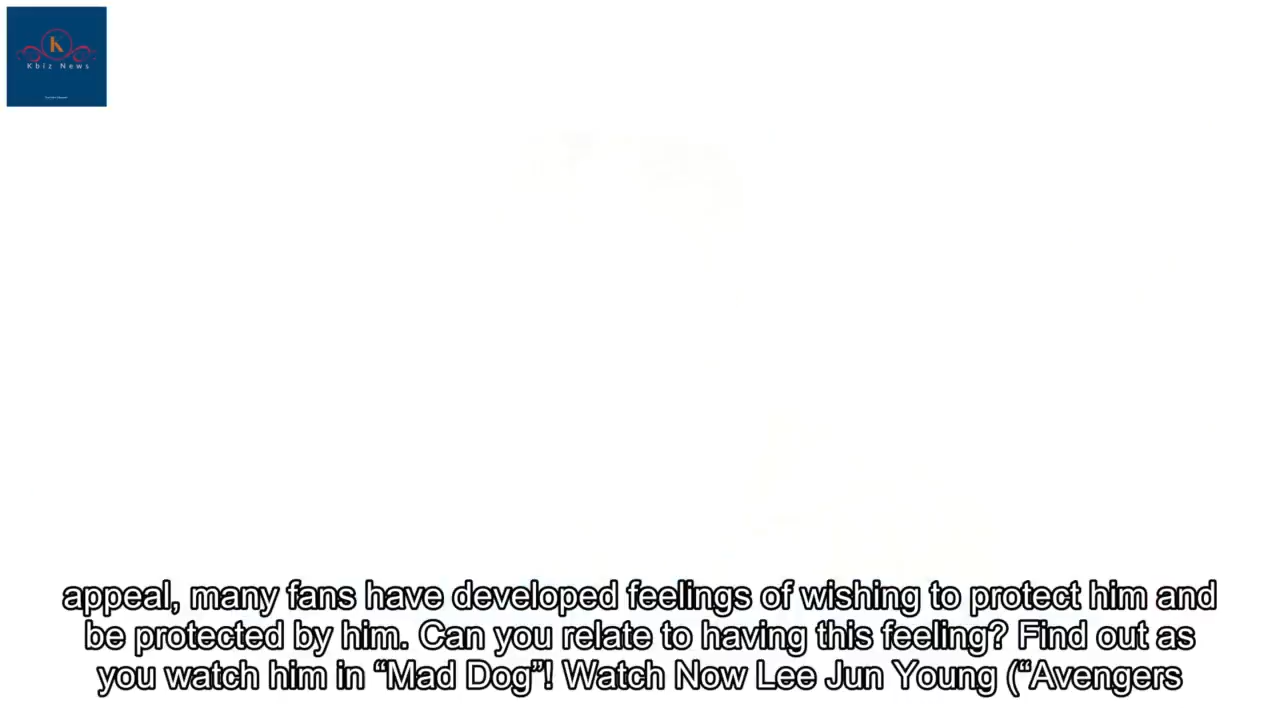 K
Kbiz News
appeal, many fans have developed feelings of wishing to protect him and
be protected by him. Can you relate to having this feeling? Find out as
you watch him in “Mad Dog”! Watch Now Lee Jun Young (“Avengers